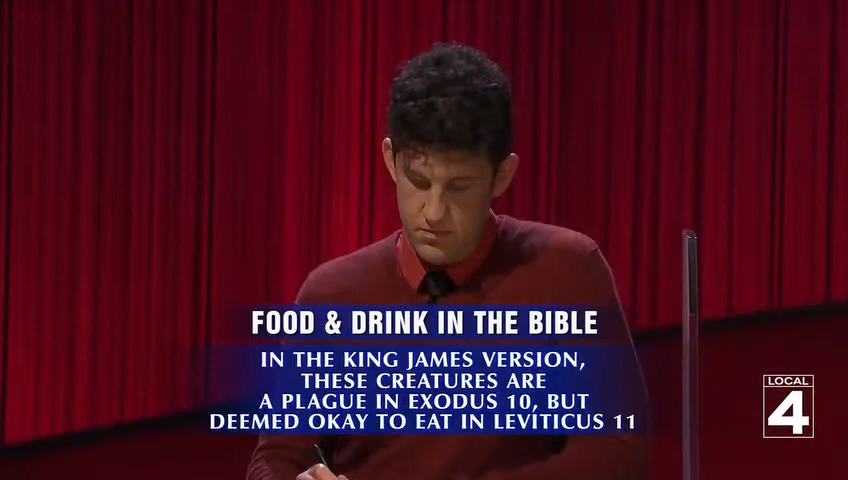 FOOD & DRINK IN THE BIBLE
IN THE KING JAMES VERSION,
THESE CREATURES ARE
A PLAGUE IN EXODUS 10, BUT
DEEMED OKAY TO EAT IN LEVITICUS 11
LOCAL
4